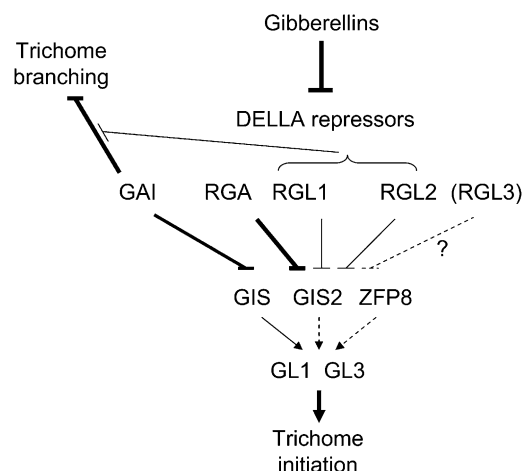 Gibberellins
Trichome
branching
DELLA repressors
GAI RGA RGL1 RGL2 (RGL3)
?
GIS GIS2 ZFP8
GL1 GL3
Trichome
initiation